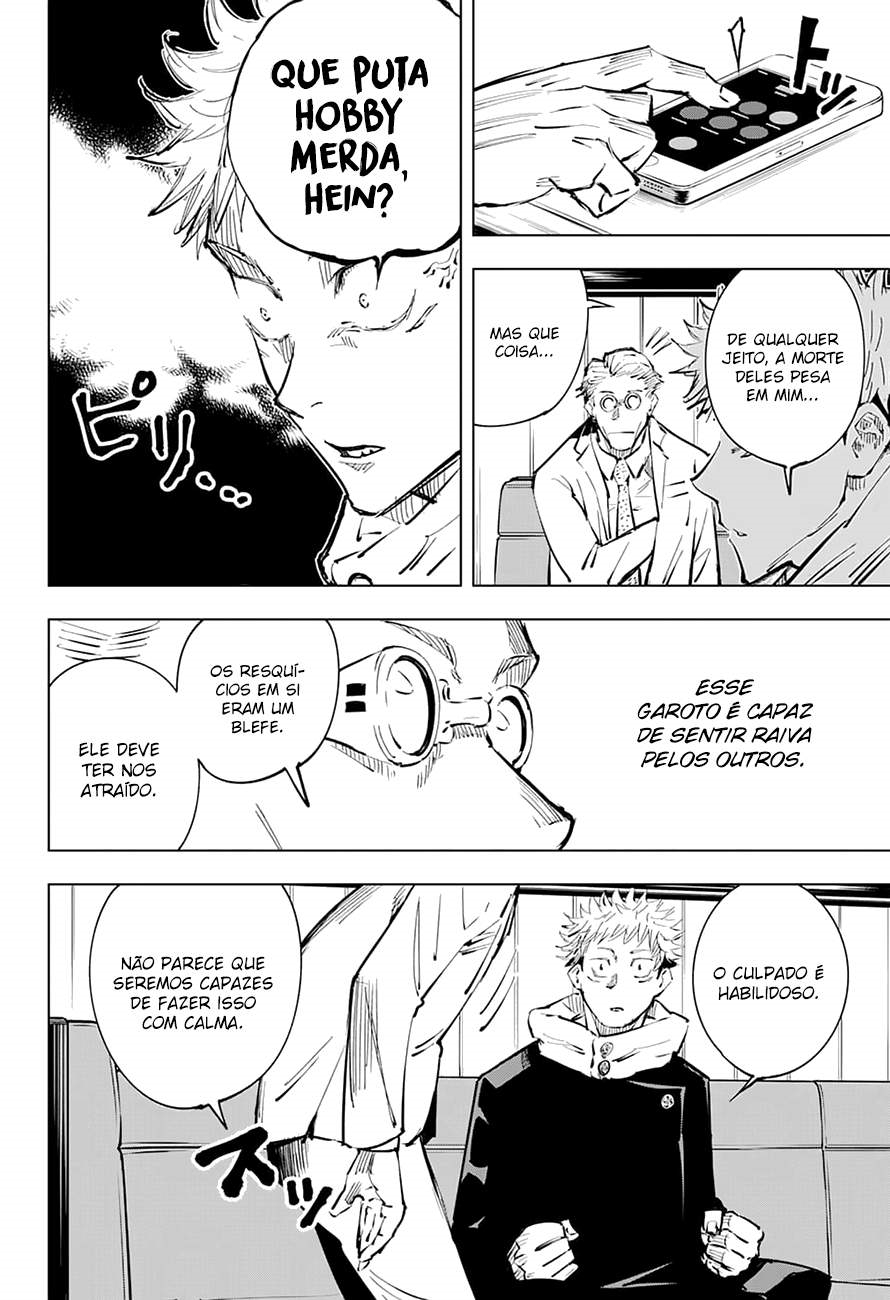 トッ
DE QUALQUER
JEITO, A MORTE
DELES PESA
EM MIM...
MAS QUE
COISA...
QUE PUTA
HOBBY
MERDA,
HEIN?
ピリ...
ESSE
GAROTO É CAPAZ
DE SENTIR RAIVA
PELOS OUTROS.
OS RESQUÍ-
CIOS EM SI
ERAM UM
BLEFE.
ELE DEVE
TER NOS
ATRAÍDO.
O CULPADO É
HABILIDOSO.
NÃO PARECE QUE
SEREMOS CAPAZES
DE FAZER ISSO
COM CALMA.
スッ